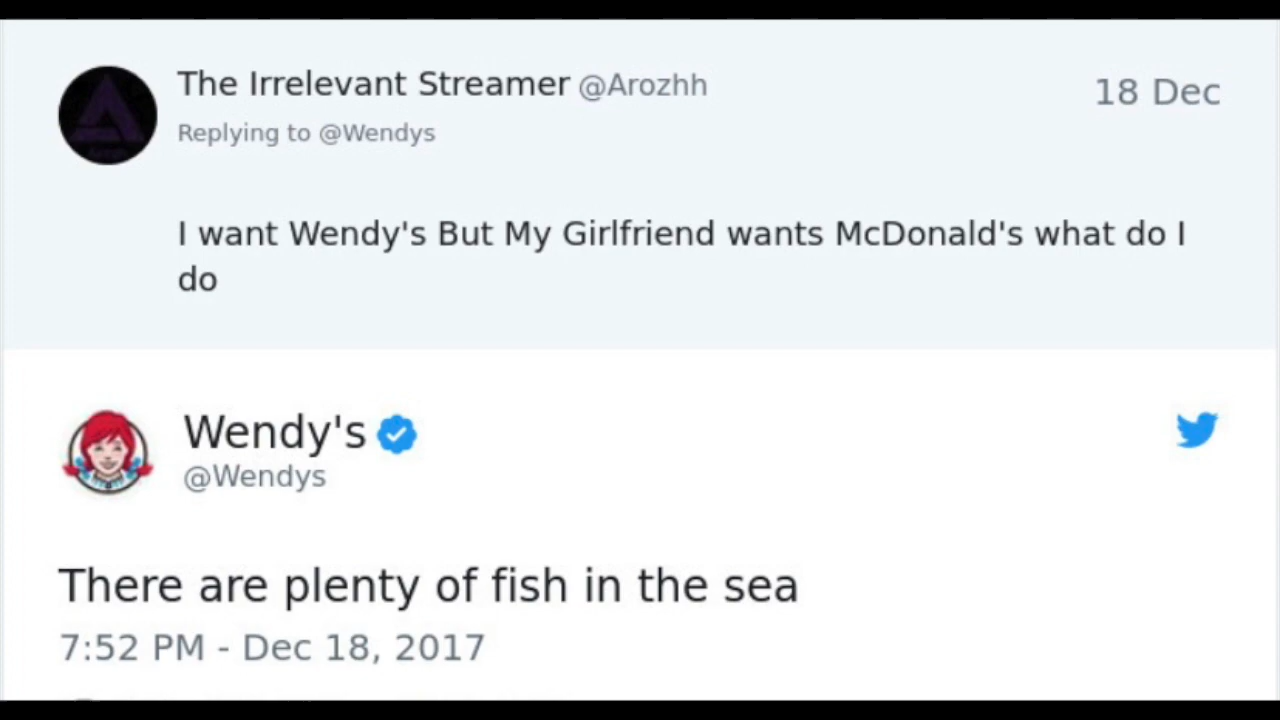 The Irrelevant Streamer @Arozhh
18 Dec
Replying to @Wendys
I want Wendy's But My Girlfriend wants McDonald's what do I
do
Wendy's
@Wendys
There are plenty of fish in the sea
7:52 PM - Dec 18, 2017